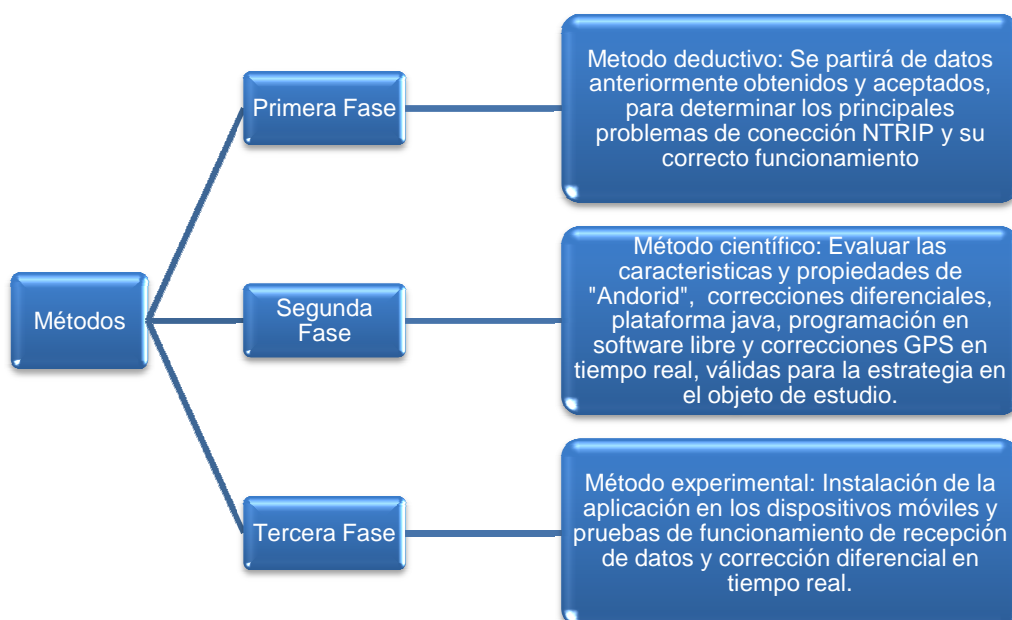 Métodos
Primera Fase
Metodo deductivo: Se partirá de datos
anteriormente obtenidos y aceptados,
para determinar los principales
problemas de conección NTRIP y su
correcto funcionamiento
Segunda
Fase
Método científico: Evaluar las
caracteristicas y propiedades de
"Andorid",  correcciones diferenciales,
plataforma java, programación en
software libre y correcciones GPS en
tiempo real, válidas para la estrategia en
el objeto de estudio.
Tercera Fase
Método experimental: Instalación de la
aplicación en los dispositivos móviles y
pruebas de funcionamiento de recepción
de datos y corrección diferencial en
tiempo real.